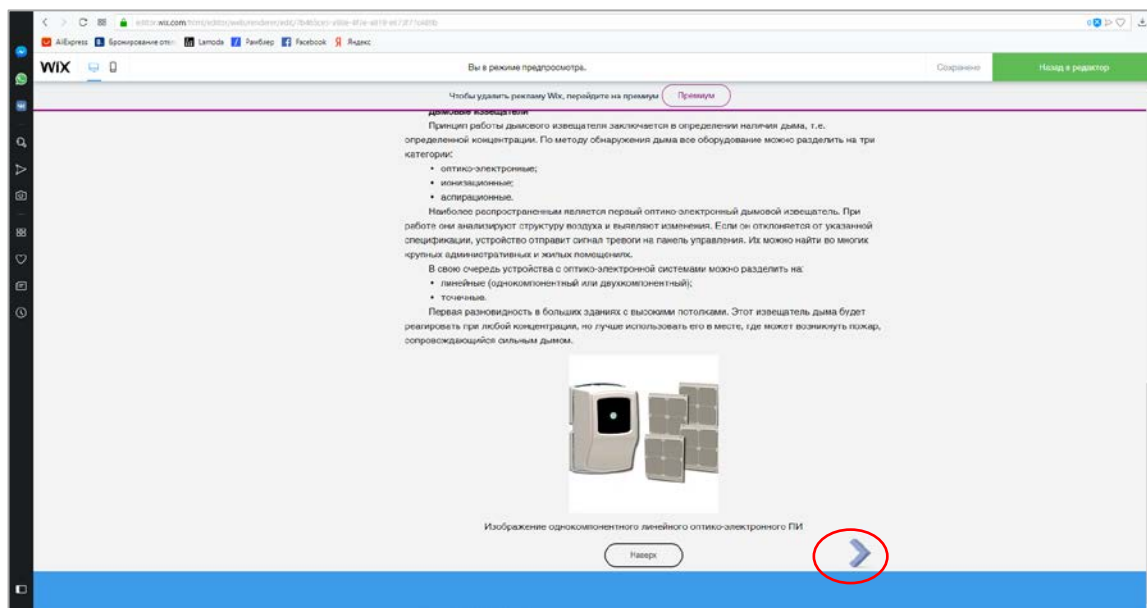 editor.wix.com
AliExpress Бронирование оте Lamoda Рамблер Facebook Яндекс
WiX Вы в режиме предпросмотра. Сохранено Назад в редактор
Чтобы удалить рекламу Wix, перейдите на премиум Премиум
дымовые извещатели
Принцип работы дымового извещателя заключается в определении наличия дыма, т.е.
определенной концентрации. По методу обнаружения дыма все оборудование можно разделить на три
категории:
• оптико-электронные;
• ионизационные;
• аспирационные.
Наиболее распространенным является первый оптико-электронный дымовой извещатель. При
работе они анализируют структуру воздуха и выявляют изменения. Если он отклоняется от указанной
спецификации, устройство отправит сигнал тревоги на панель управления. Их можно найти во многих
крупных административных и жилых помещениях.
В свою очередь устройства с оптико-электронной системами можно разделить на:
• линейные (однокомпонентный или двухкомпонентный);
• точечные.
Первая разновидность в больших зданиях с высокими потолками. Этот извещатель дыма будет
реагировать при любой концентрации, но лучше использовать его в месте, где может возникнуть пожар,
сопровождающийся сильным дымом.
Изображение однокомпонентного линейного оптико-электронного ПИ
Наверх